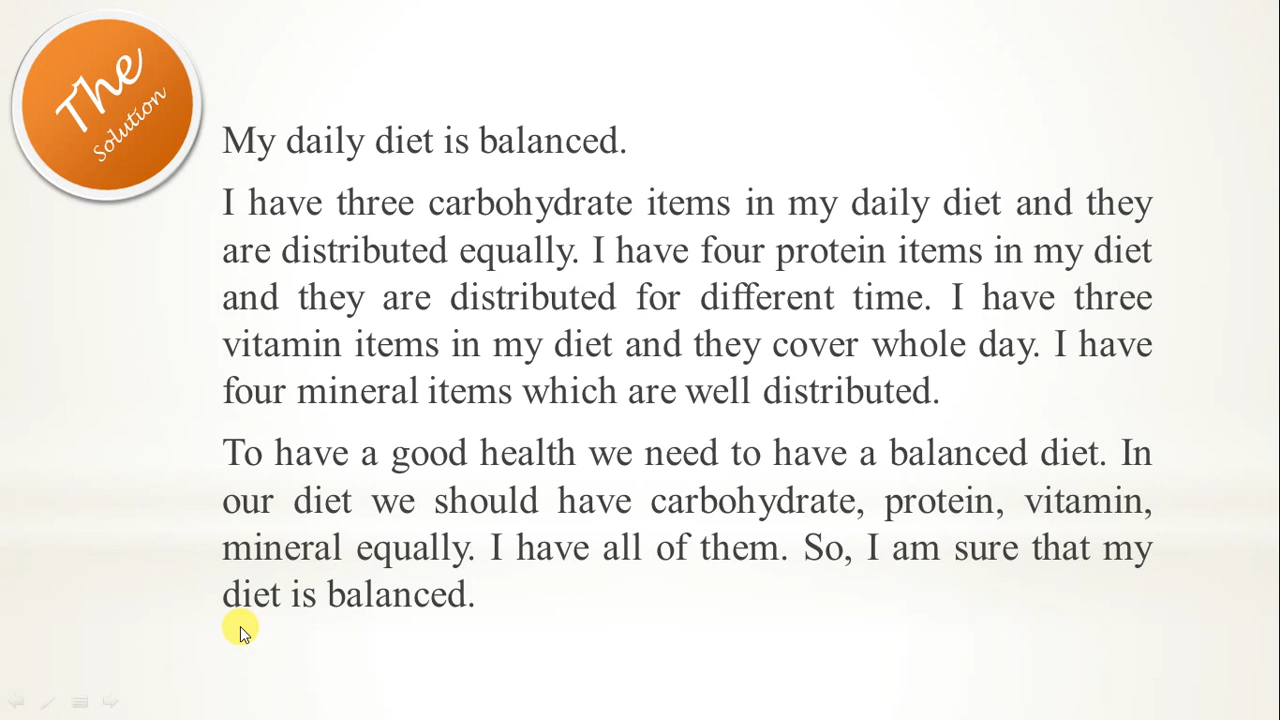 The
Solution
My daily diet is balanced.
I have three carbohydrate items in my daily diet and they
are distributed equally. I have four protein items in my diet
and they are distributed for different time. I have three
vitamin items in my diet and they cover whole day. I have
four mineral items which are well distributed.
To have a good health we need to have a balanced diet. In
our diet we should have carbohydrate, protein, vitamin,
mineral equally. I have all of them. So, I am sure that my
diet is balanced.